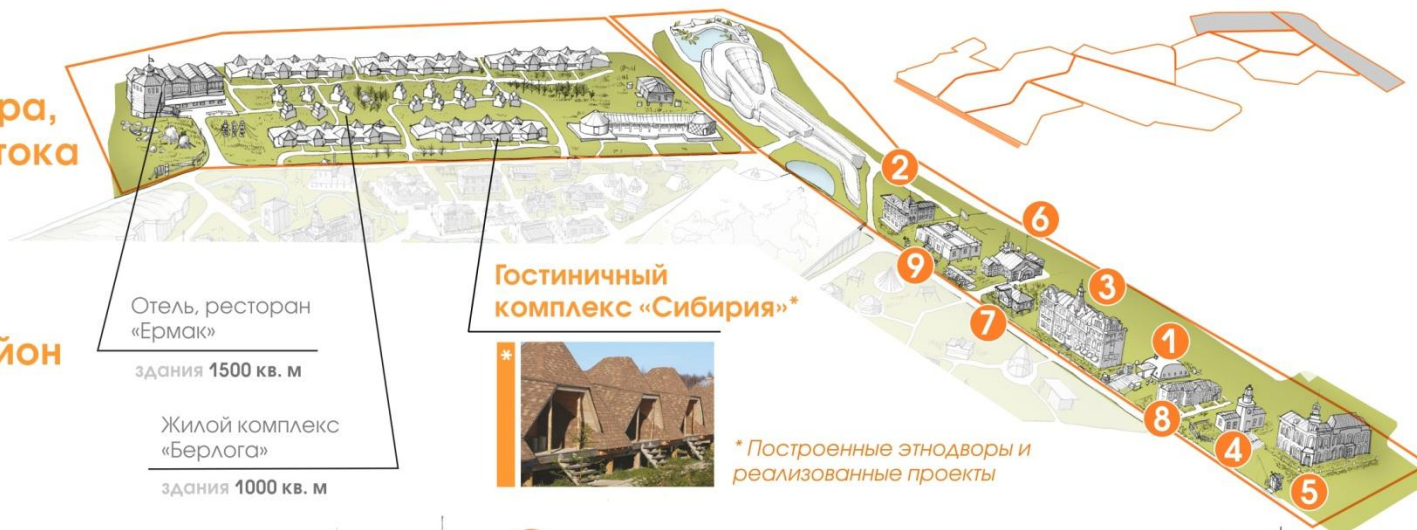 ра,
тока
йон
Отель, ресторан
«Ермак»
здания 1500 кв. м
Жилой комплекс
«Берлога»
здания 1000 кв. м
Гостиничный
комплекс «Сибирия»*
*
* Построенные этнодворы и
реализованные проекты
2
6
9
3
7
1
8
4
5